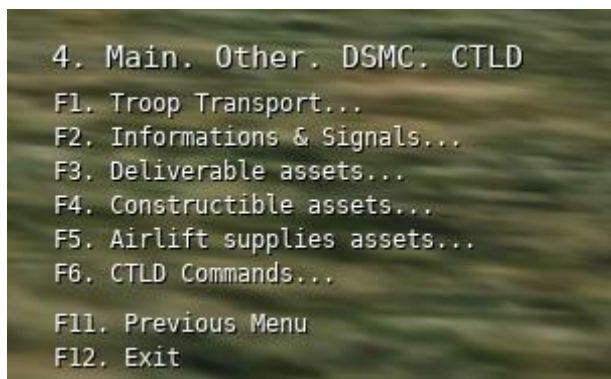 4. Main. Other. DSMC. CTLD
F1. Troop Transport...
F2. Informations & Signals...
F3. Deliverable assets...
F4. Constructible assets...
F5. Airlift supplies assets...
F6. CTLD Commands...
F11. Previous Menu
F12. Exit